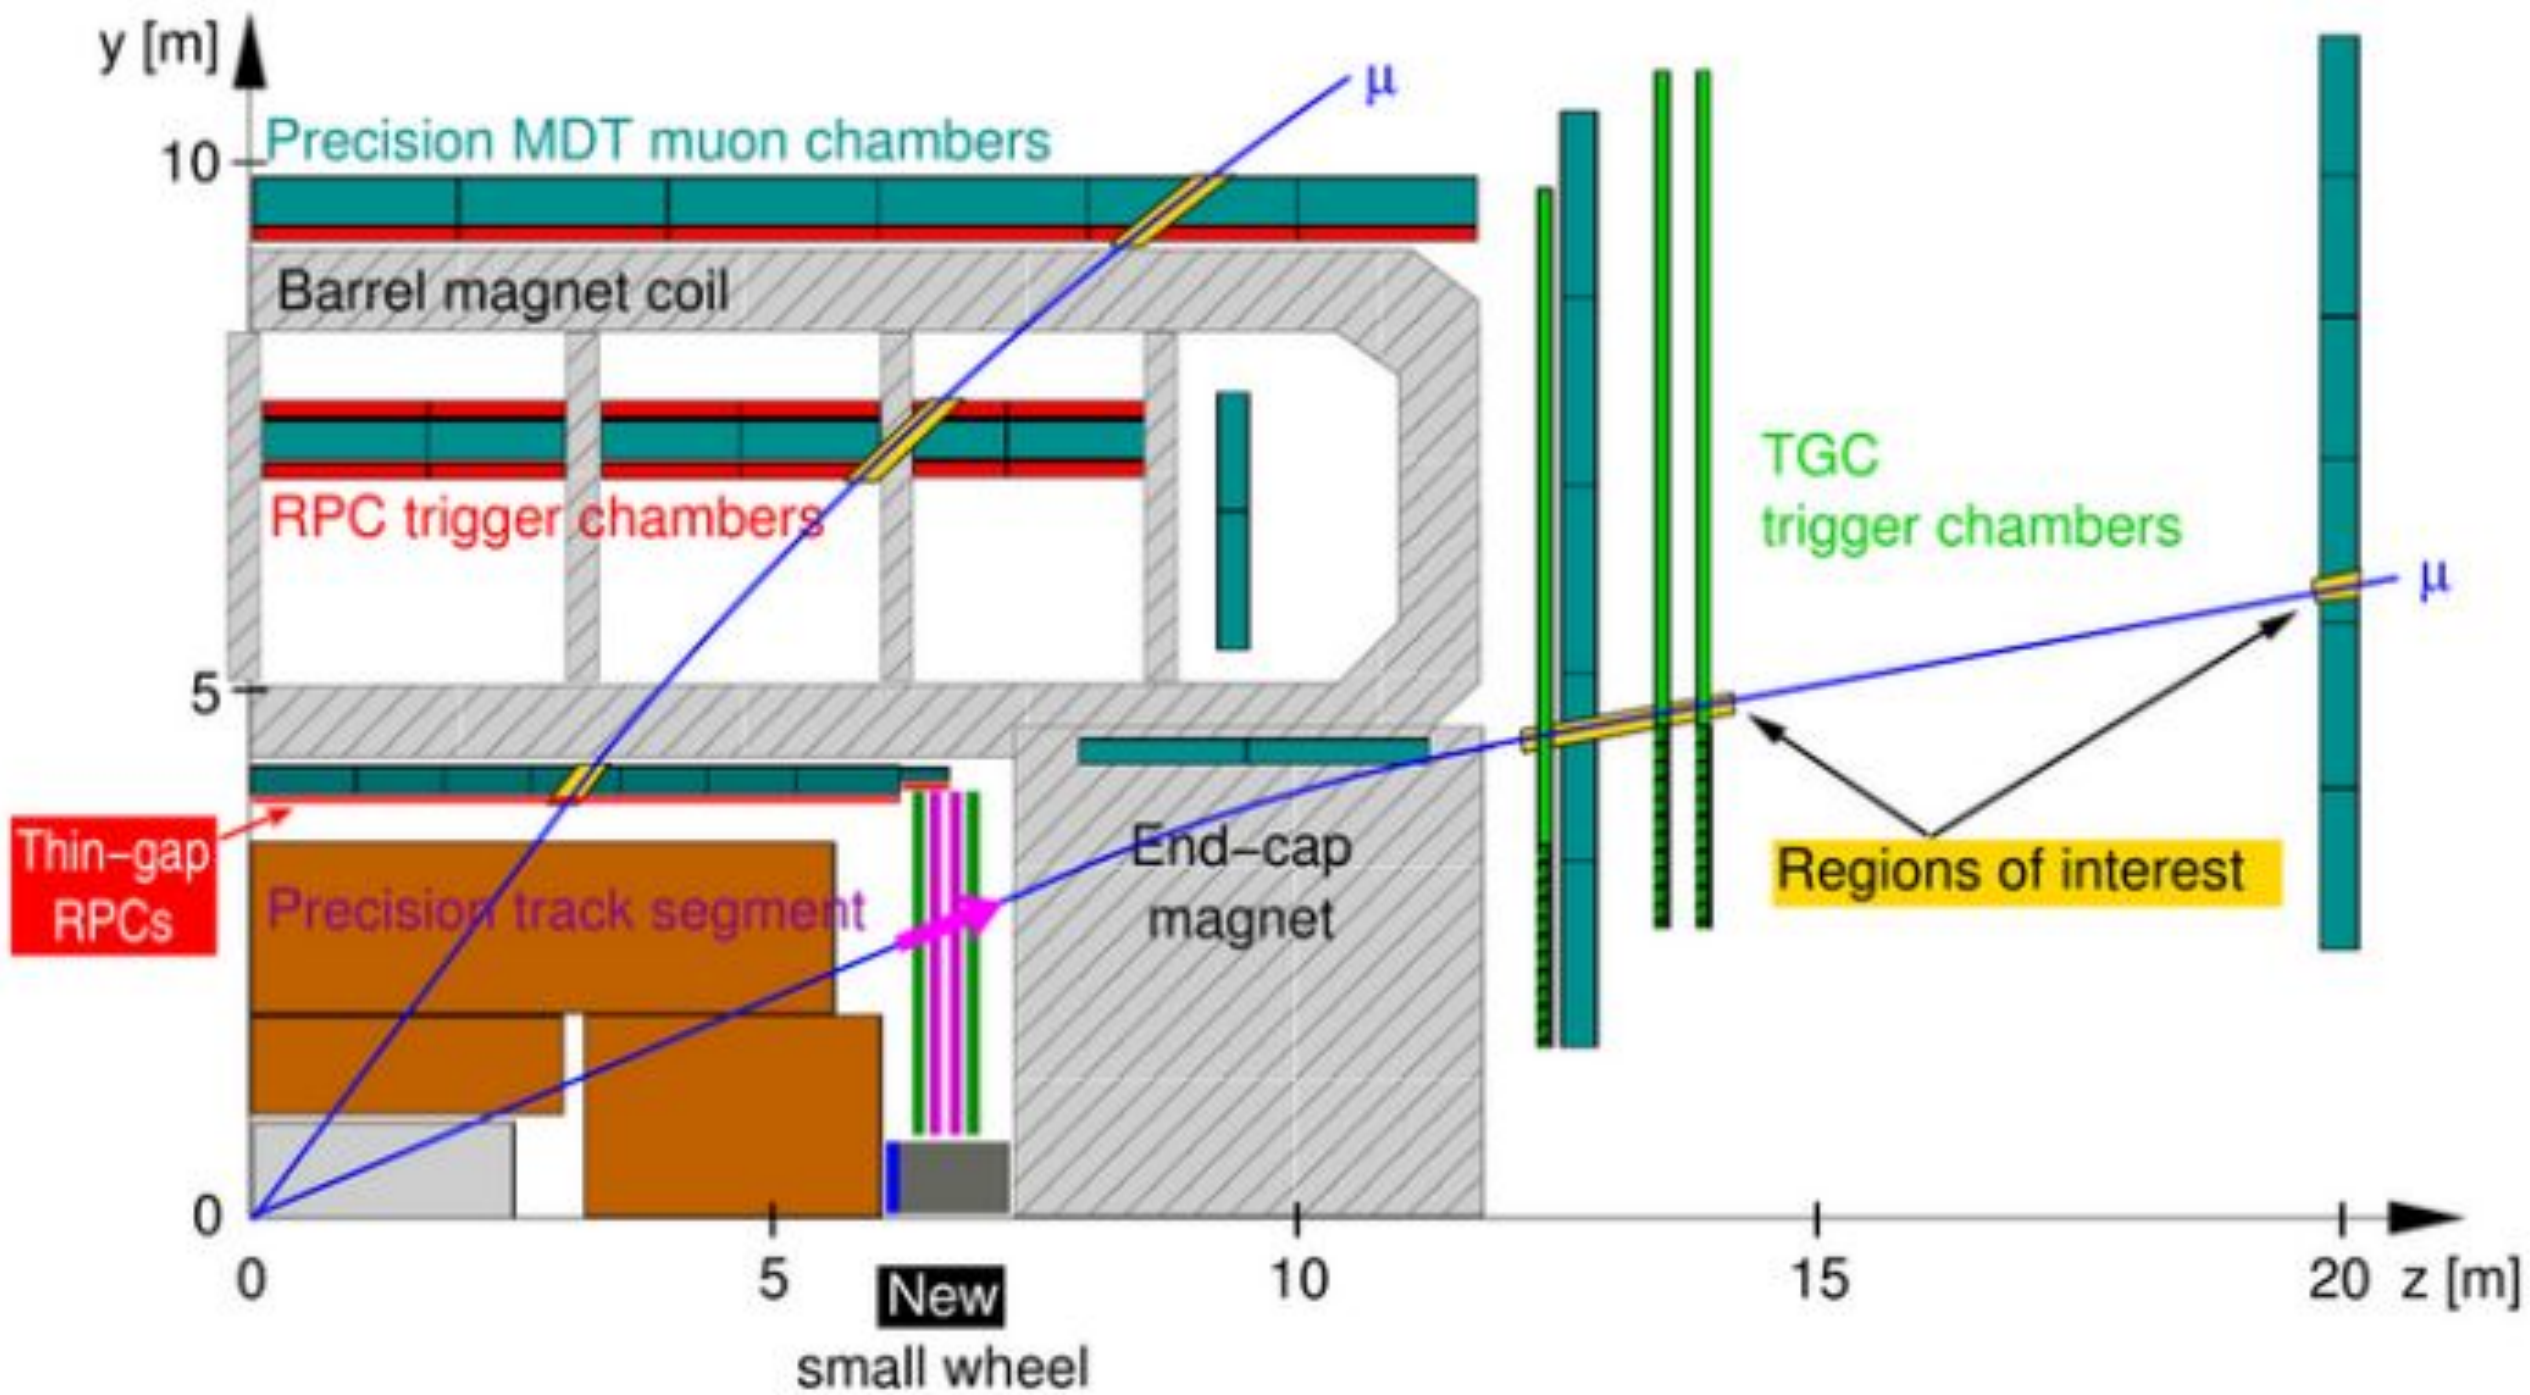 y [m]
μ
Precision MDT muon chambers
10
Barrel magnet coil
RPC trigger chambers
TGC
trigger chambers
μ
5
Thin-gap
RPCs
End-cap
magnet
Regions of interest
Precision track segment
0
0
5
10
15
20
z [m]
New
small wheel